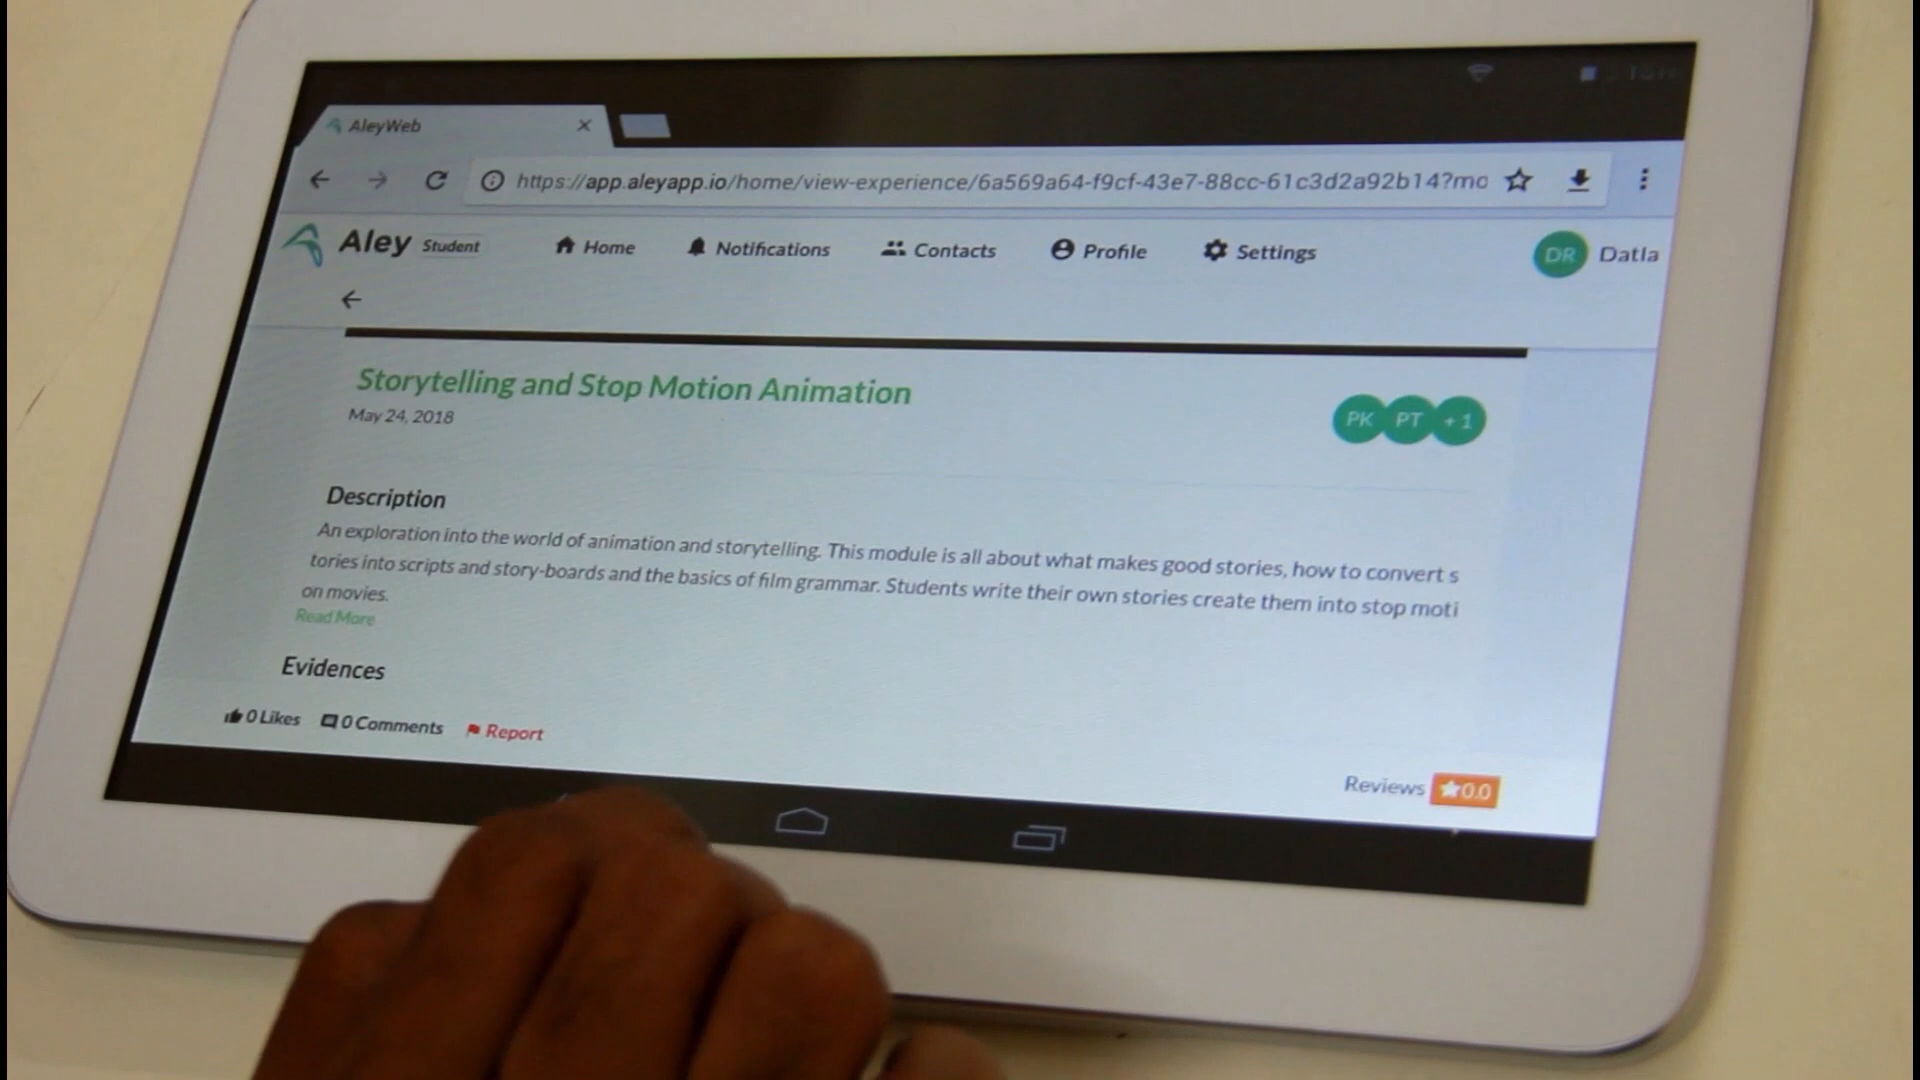 AleyWeb
https://app.aleyapp.io/home/view-experience/6a569a64-f9cf-43e7-88cc-61c3d2a92b14?mo
Aley Student Home Notifications Contacts Profile Settings DR Datla
Storytelling and Stop Motion Animation
May 24, 2018
PK PT +1
Description
An exploration into the world of animation and storytelling. This module is all about what makes good stories, how to convert s
tories into scripts and story-boards and the basics of film grammar. Students write their own stories create them into stop moti
on movies.
Read More
Evidences
0 Likes 0 Comments Report
Reviews 0.0